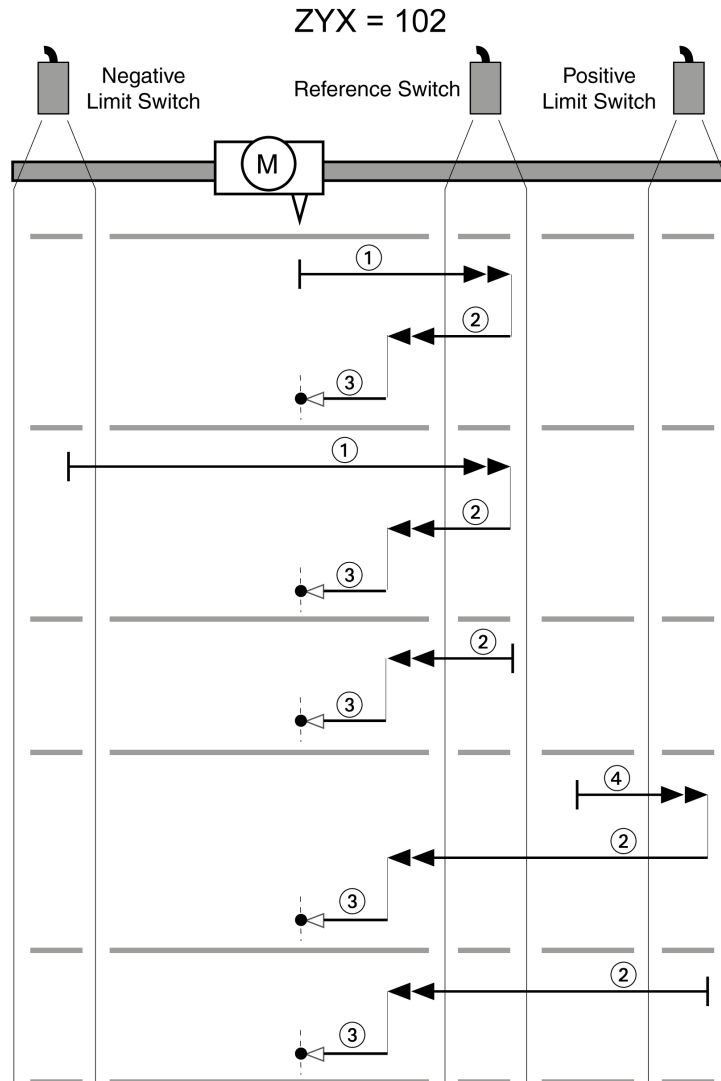 ZYX = 102
Negative
Limit Switch
Reference Switch
Positive
Limit Switch
M
①
②
③
①
②
③
②
③
④
②
③
②
③